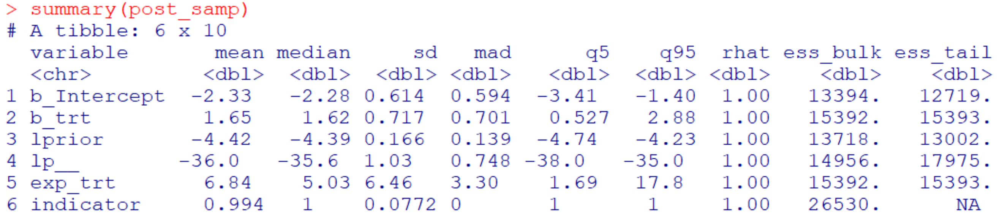 > summary(post_samp)
# A tibble: 6 x 10
  variable       mean median     sd   mad      q5    q95  rhat ess_bulk ess_tail
  <chr>         <dbl>  <dbl>  <dbl> <dbl>   <dbl>  <dbl> <dbl>    <dbl>    <dbl>
1 b_Intercept  -2.33   -2.28 0.614  0.594  -3.41   -1.40  1.00   13394.   12719.
2 b_trt         1.65    1.62 0.717  0.701   0.527   2.88  1.00   15392.   15393.
3 lprior       -4.42   -4.39 0.166  0.139  -4.74   -4.23  1.00   13718.   13002.
4 lp__        -36.0   -35.6  1.03   0.748 -38.0   -35.0   1.00   14956.   17975.
5 exp_trt       6.84    5.03 6.46   3.30    1.69   17.8   1.00   15392.   15393.
6 indicator     0.994   1    0.0772 0       1       1     1.00   26530.      NA